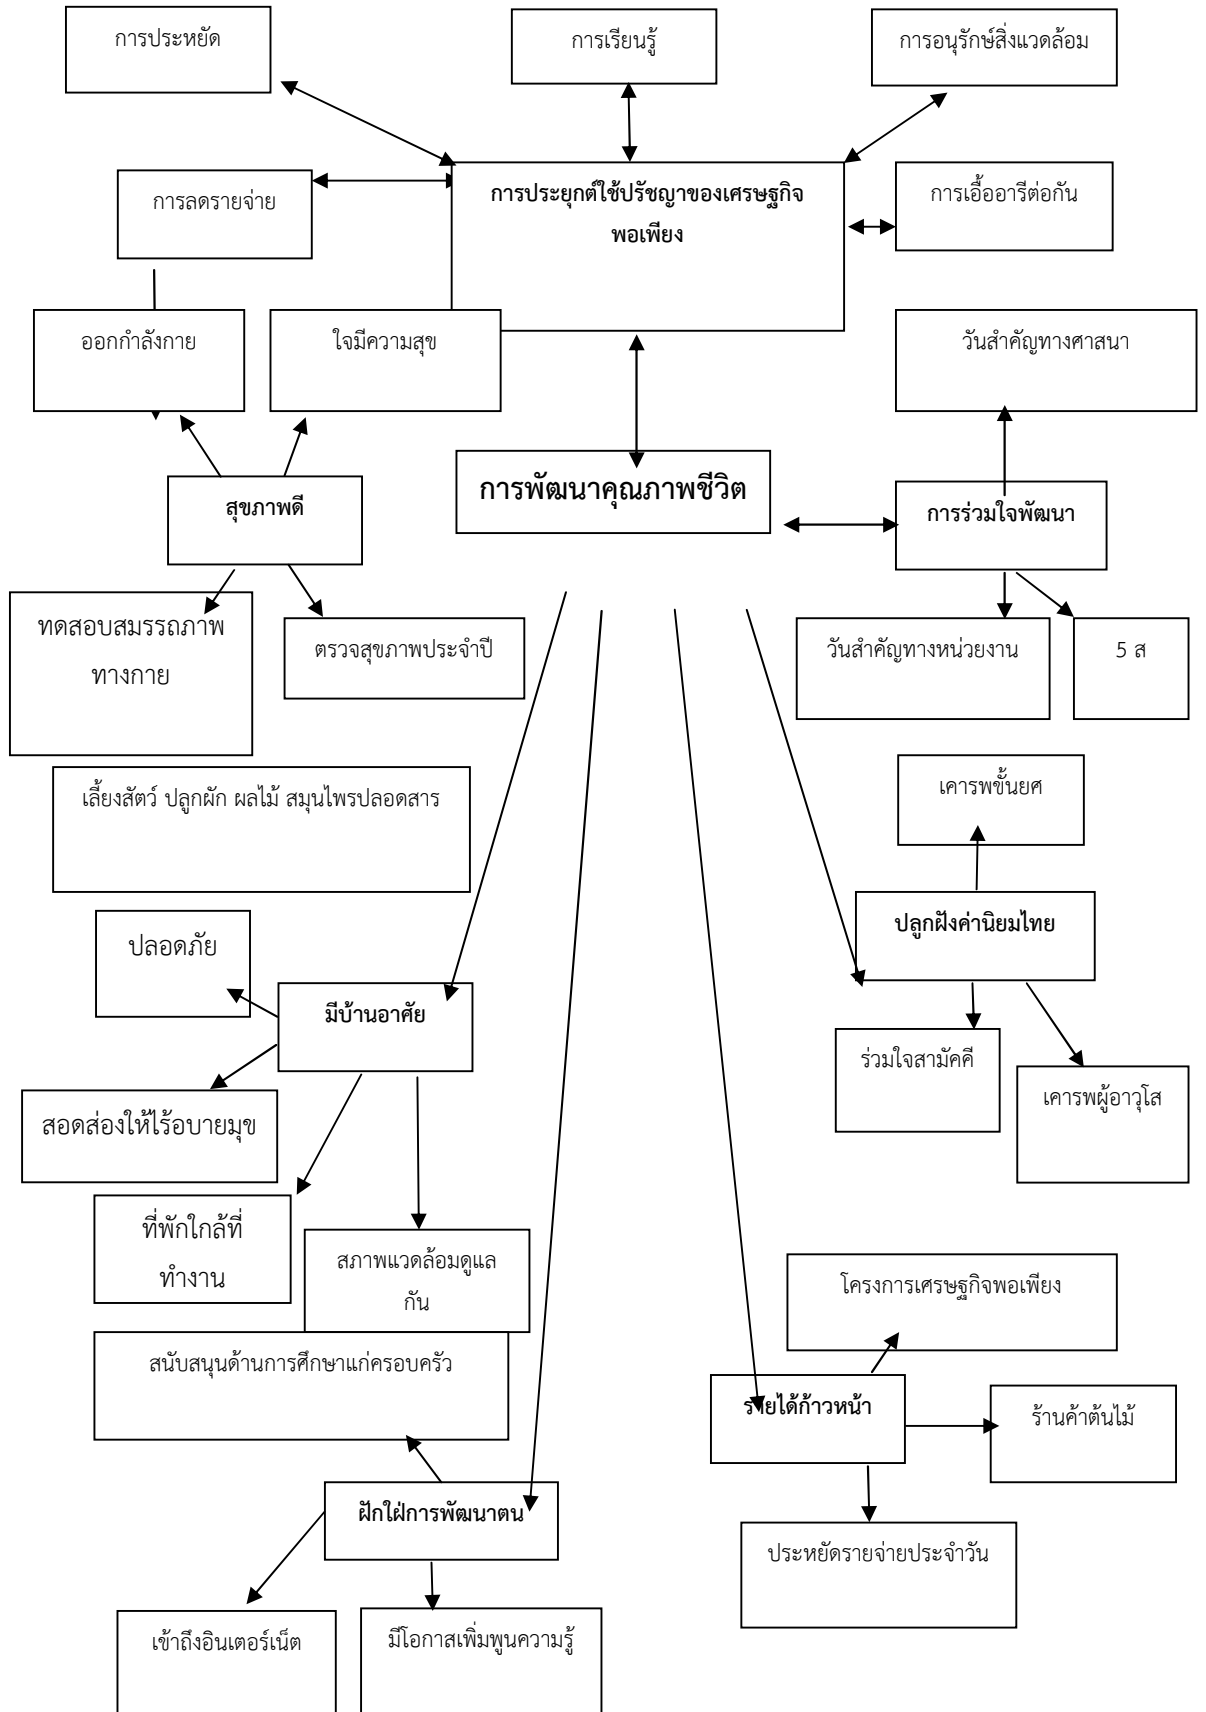 การประหยัด
การเรียนรู้
การอนุรักษ์สิ่งแวดล้อม
การลดรายจ่าย
การประยุกต์ใช้ปรัชญาของเศรษฐกิจ
พอเพียง
การเอื้ออารีต่อกัน
ออกกำลังกาย
ใจมีความสุข
วันสำคัญทางศาสนา
สุขภาพดี
การพัฒนาคุณภาพชีวิต
การร่วมใจพัฒนา
ทดสอบสมรรถภาพ
ทางกาย
ตรวจสุขภาพประจำปี
วันสำคัญทางหน่วยงาน
5 ส
เลี้ยงสัตว์ ปลูกผัก ผลไม้ สมุนไพรปลอดสาร
เคารพขั้นยศ
ปลอดภัย
ปลูกฝังค่านิยมไทย
มีบ้านอาศัย
ร่วมใจสามัคคี
เคารพผู้อาวุโส
สอดส่องให้ไร้อบายมุข
ที่พักใกล้ที่
ทำงาน
สภาพแวดล้อมดูแล
กัน
โครงการเศรษฐกิจพอเพียง
สนับสนุนด้านการศึกษาแก่ครอบครัว
รายได้ก้าวหน้า
ร้านค้าต้นไม้
ฝักใฝ่การพัฒนาตน
ประหยัดรายจ่ายประจำวัน
เข้าถึงอินเตอร์เน็ต
มีโอกาสเพิ่มพูนความรู้